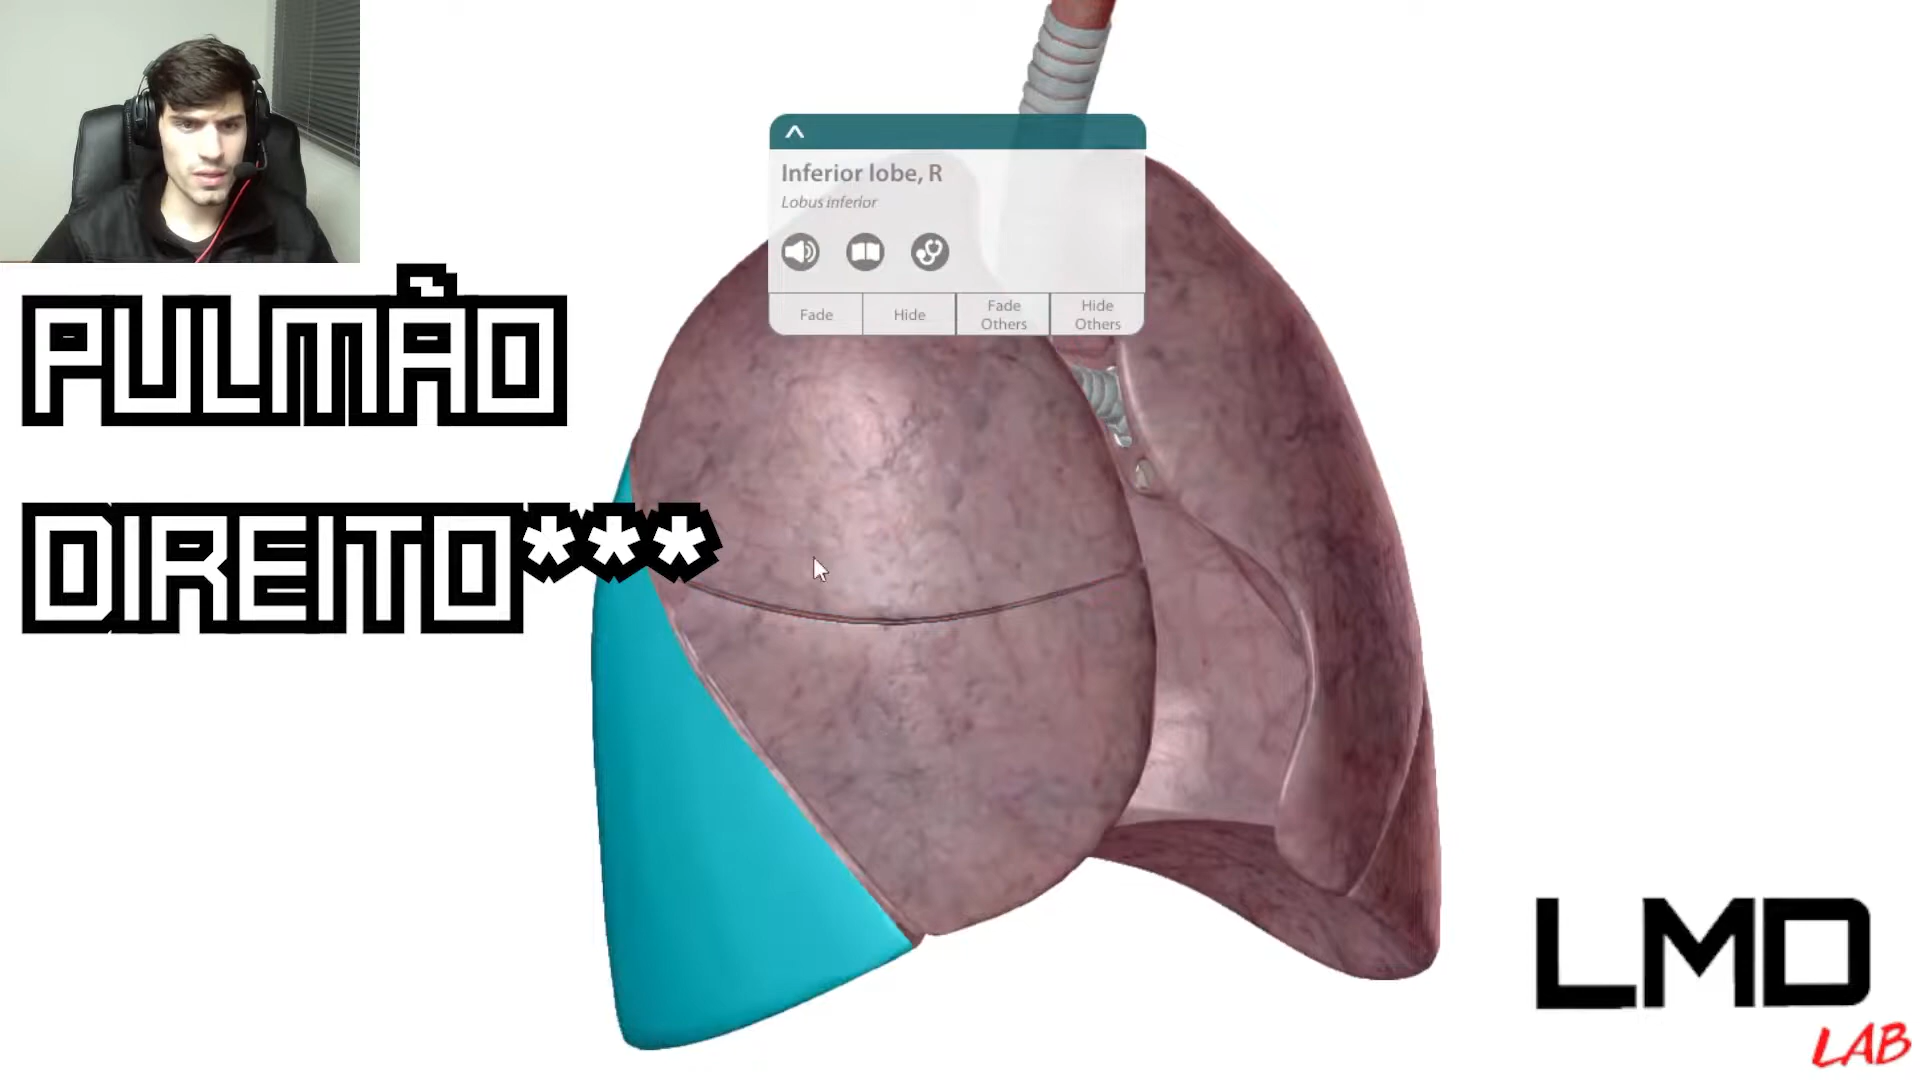 Inferior lobe, R
Lobus inferior
Fade
Hide
Fade
Others
Hide
Others
PULMÃO
DIREITO***
LMD
LAB